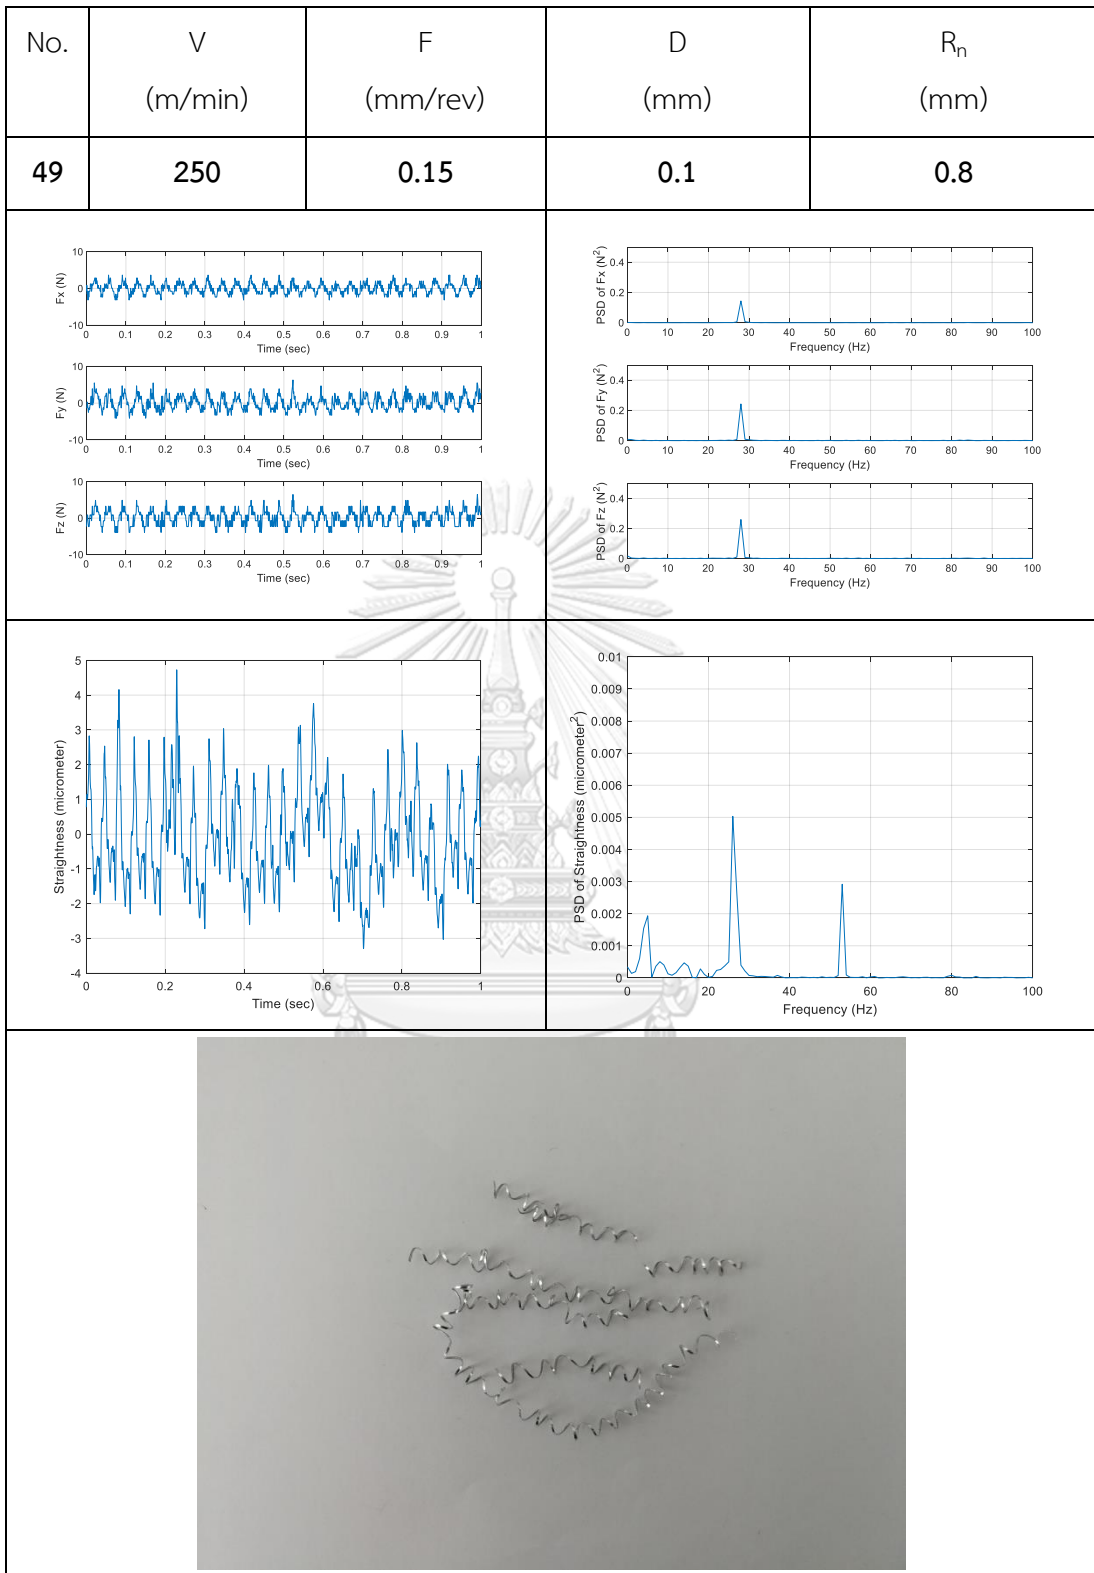 No. V F D Rn
(m/min) (mm/rev) (mm) (mm)
49 250 0.15 0.1 0.8
10
0
-10
Fx (N)
0 0.1 0.2 0.3 0.4 0.5 0.6 0.7 0.8 0.9 1
Time (sec)
10
0
-10
Fy (N)
0 0.1 0.2 0.3 0.4 0.5 0.6 0.7 0.8 0.9 1
Time (sec)
10
0
-10
Fz (N)
0 0.1 0.2 0.3 0.4 0.5 0.6 0.7 0.8 0.9 1
Time (sec)
0.4
0.2
0
PSD of Fx (N²)
0 10 20 30 40 50 60 70 80 90 100
Frequency (Hz)
0.4
0.2
0
PSD of Fy (N²)
0 10 20 30 40 50 60 70 80 90 100
Frequency (Hz)
0.4
0.2
0
PSD of Fz (N²)
0 10 20 30 40 50 60 70 80 90 100
Frequency (Hz)
5
4
3
2
1
0
-1
-2
-3
-4
Straightness (micrometer)
0 0.2 0.4 0.6 0.8 1
Time (sec)
0.01
0.009
0.008
0.007
0.006
0.005
0.004
0.003
0.002
0.001
0
PSD of Straightness (micrometer²)
0 20 40 60 80 100
Frequency (Hz)